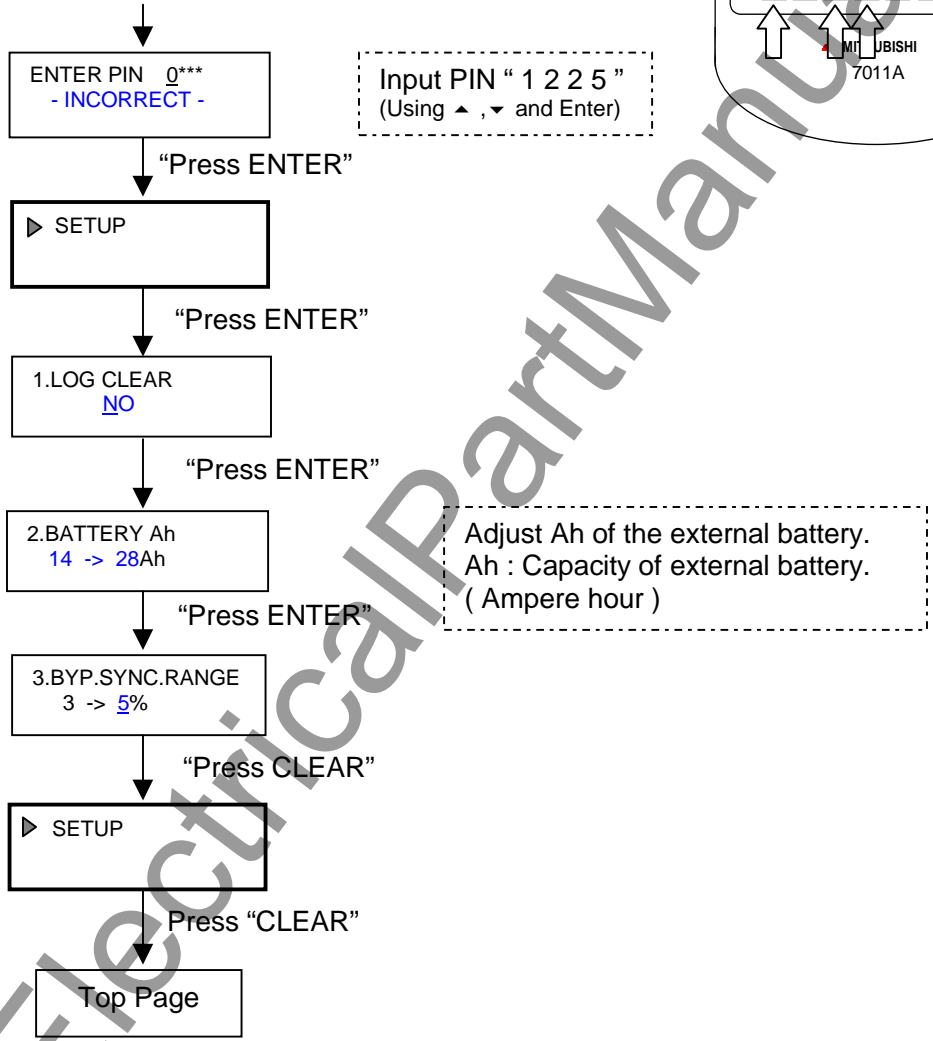 MITSUBISHI
7011A
ENTER PIN 0***
- INCORRECT -
Input PIN “ 1 2 2 5 ”
(Using ▲ ,▼ and Enter)
“Press ENTER”
▶ SETUP
“Press ENTER”
1.LOG CLEAR
NO
“Press ENTER”
2.BATTERY Ah
14 -> 28Ah
Adjust Ah of the external battery.
Ah : Capacity of external battery.
( Ampere hour )
“Press ENTER”
3.BYP.SYNC.RANGE
3 -> 5%
“Press CLEAR”
▶ SETUP
Press “CLEAR”
Top Page
ElectricalPartManua